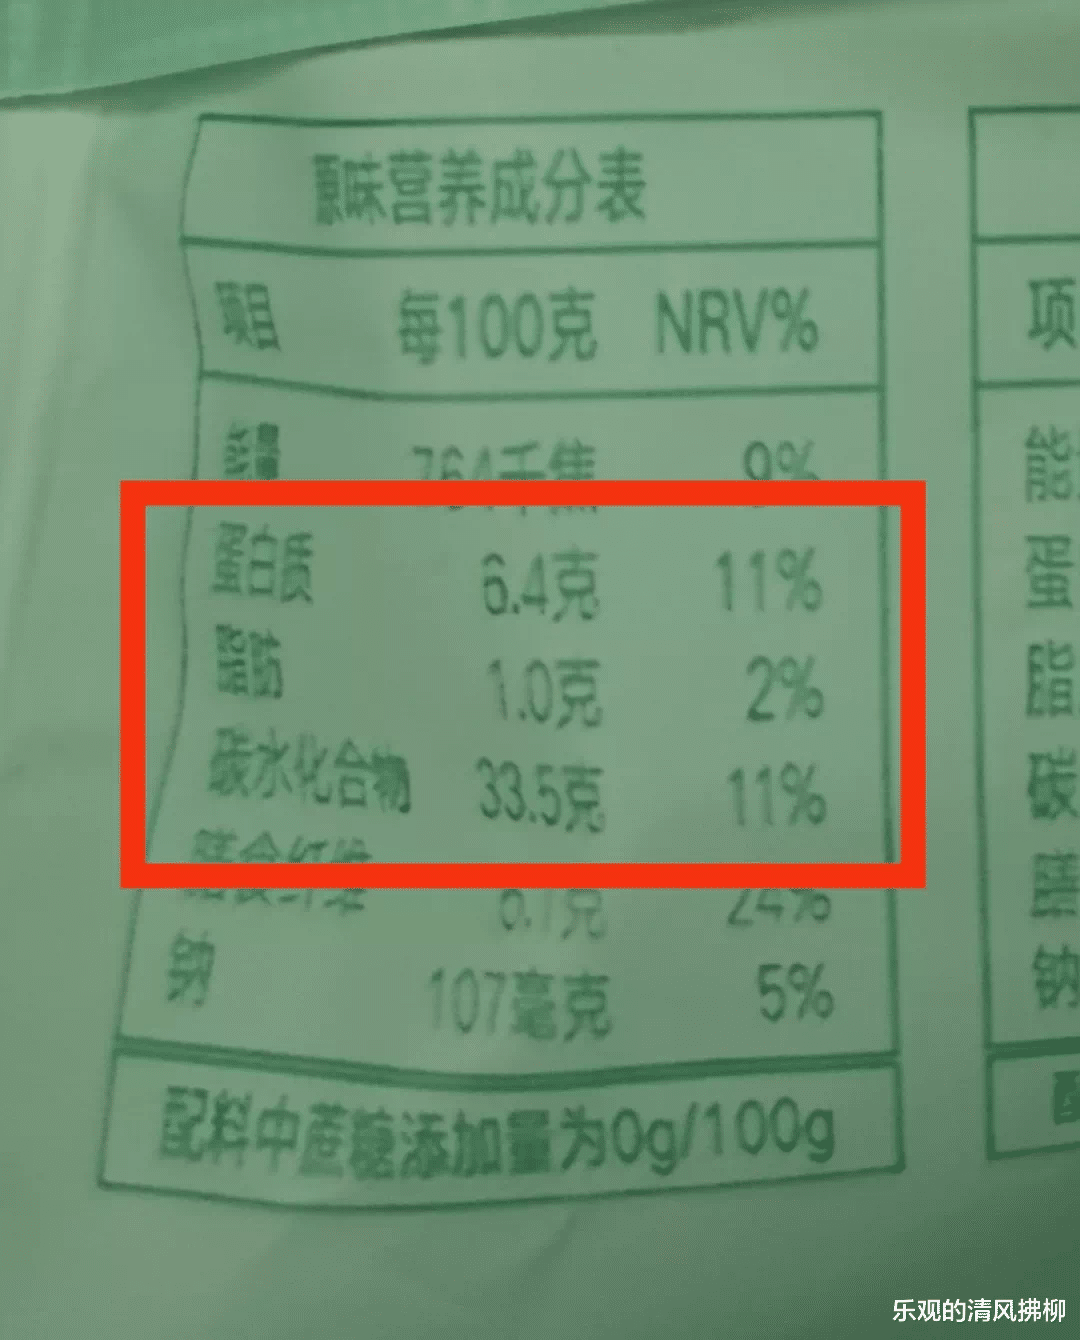 原味营养成分表
项目 每100克 NRV%
能量 764千焦 9%
蛋白质 6.4克 11%
脂肪 1.0克 2%
碳水化合物 33.5克 11%
膳食纤维 6.1克 24%
钠 107毫克 5%
配料中蔗糖添加量为0g/100g
项
能
蛋
脂
碳
膳
钠
配
乐观的清风拂柳